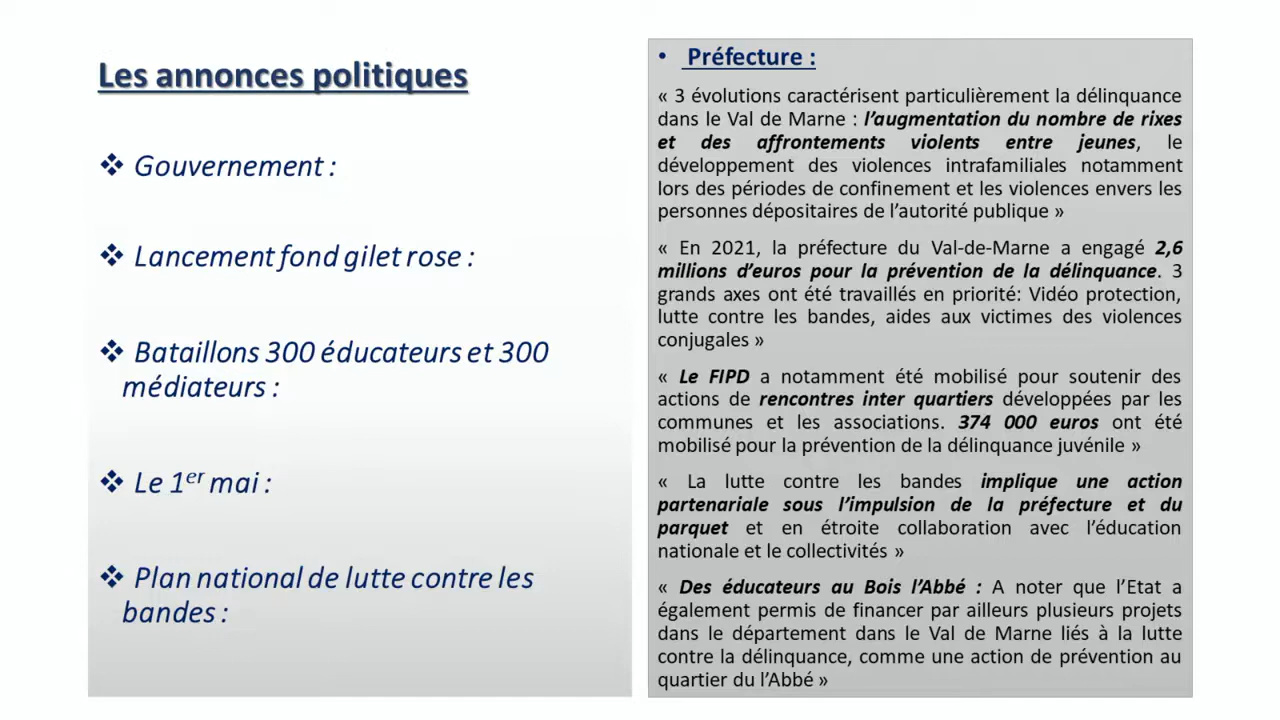 Les annonces politiques
❖ Gouvernement :
❖ Lancement fond gilet rose :
❖ Bataillons 300 éducateurs et 300
médiateurs :
❖ Le 1er mai :
❖ Plan national de lutte contre les
bandes :
• Préfecture :
« 3 évolutions caractérisent particulièrement la délinquance
dans le Val de Marne : l’augmentation du nombre de rixes
et des affrontements violents entre jeunes, le
développement des violences intrafamiliales notamment
lors des périodes de confinement et les violences envers les
personnes dépositaires de l’autorité publique »
« En 2021, la préfecture du Val-de-Marne a engagé 2,6
millions d’euros pour la prévention de la délinquance. 3
grands axes ont été travaillés en priorité: Vidéo protection,
lutte contre les bandes, aides aux victimes des violences
conjugales »
« Le FIPD a notamment été mobilisé pour soutenir des
actions de rencontres inter quartiers développées par les
communes et les associations. 374 000 euros ont été
mobilisé pour la prévention de la délinquance juvénile »
« La lutte contre les bandes implique une action
partenariale sous l’impulsion de la préfecture et du
parquet et en étroite collaboration avec l’éducation
nationale et le collectivités »
« Des éducateurs au Bois l’Abbé : A noter que l’Etat a
également permis de financer par ailleurs plusieurs projets
dans le département dans le Val de Marne liés à la lutte
contre la délinquance, comme une action de prévention au
quartier du l’Abbé »